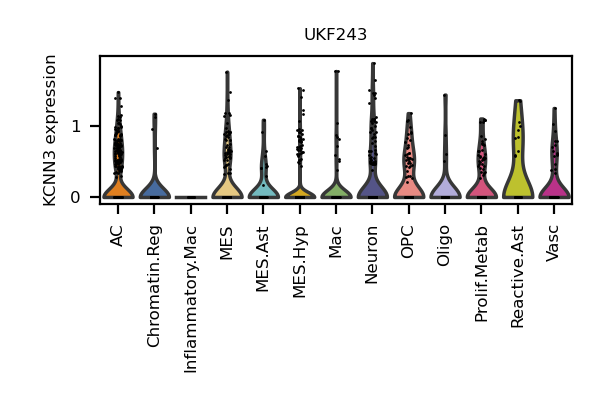 UKF243
KCNN3 expression
1
0
AC
Chromatin.Reg
Inflammatory.Mac
MES
MES.Ast
MES.Hyp
Mac
Neuron
OPC
Oligo
Prolif.Metab
Reactive.Ast
Vasc